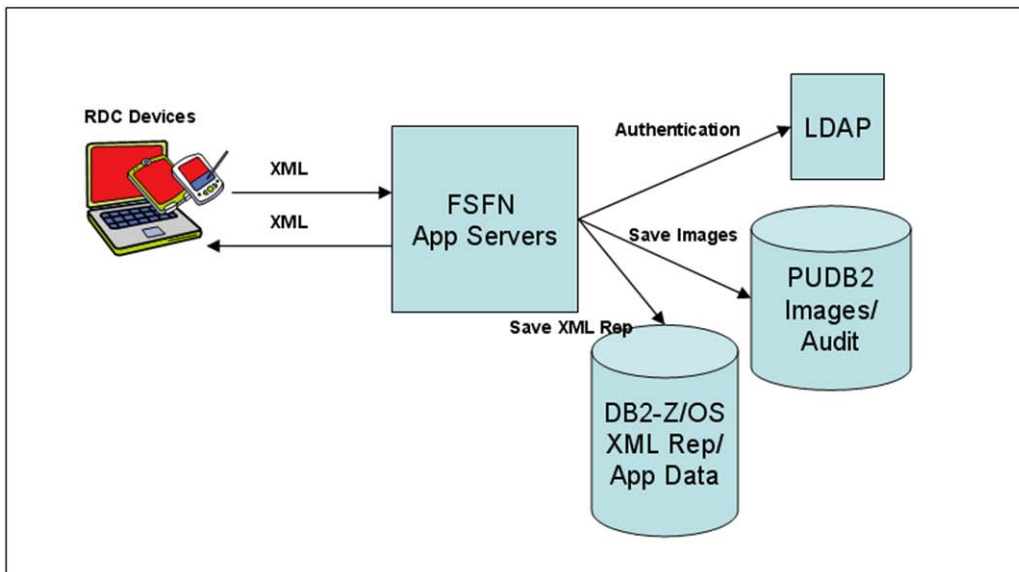 RDC Devices
XML
XML
FSFN
App Servers
Authentication
LDAP
Save Images
PUDB2
Images/
Audit
Save XML Rep
DB2-Z/OS
XML Rep/
App Data